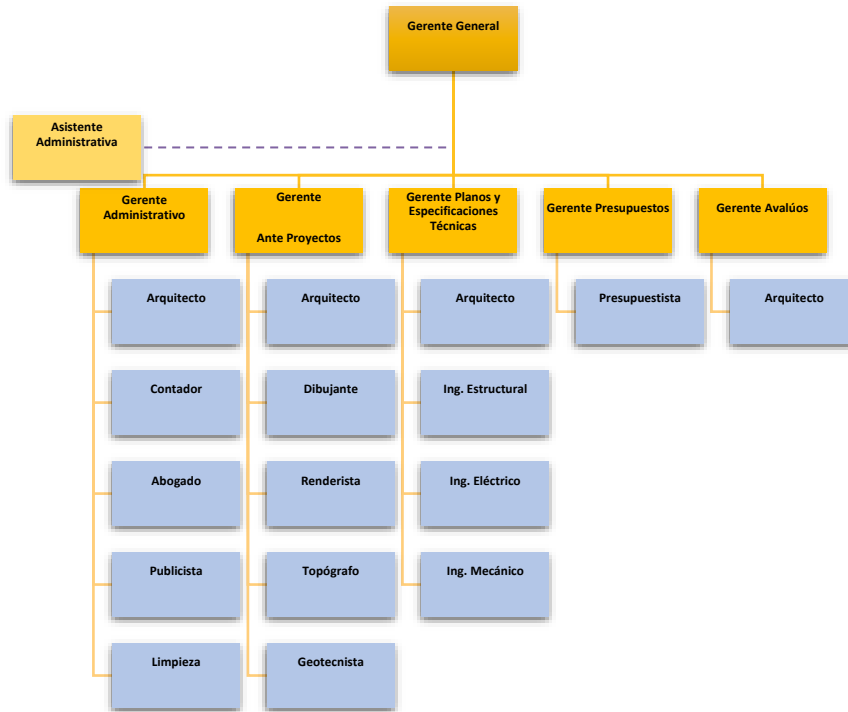 Gerente General
Asistente
Administrativa
Gerente
Administrativo
Gerente
Ante Proyectos
Gerente Planos y
Especificaciones
Técnicas
Gerente Presupuestos
Gerente Avalúos
Arquitecto
Arquitecto
Arquitecto
Presupuestista
Arquitecto
Contador
Dibujante
Ing. Estructural
Abogado
Renderista
Ing. Eléctrico
Publicista
Topógrafo
Ing. Mecánico
Limpieza
Geotecnista